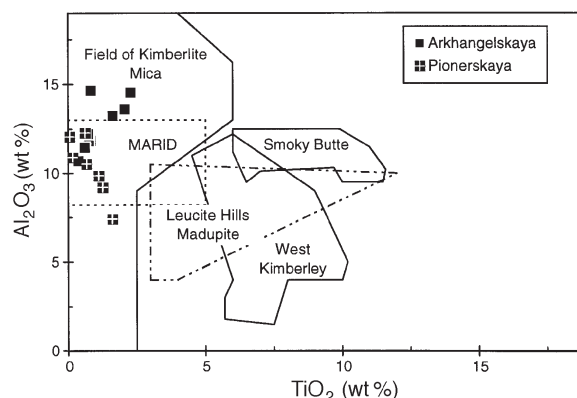 Field of Kimberlite
Mica
Arkhangelskaya
Pionerskaya
15
MARID
Smoky Butte
10
Al2O3 (wt %)
Leucite Hills
Madupite
West
Kimberley
5
0
0 5 10 15
TiO2 (wt %)